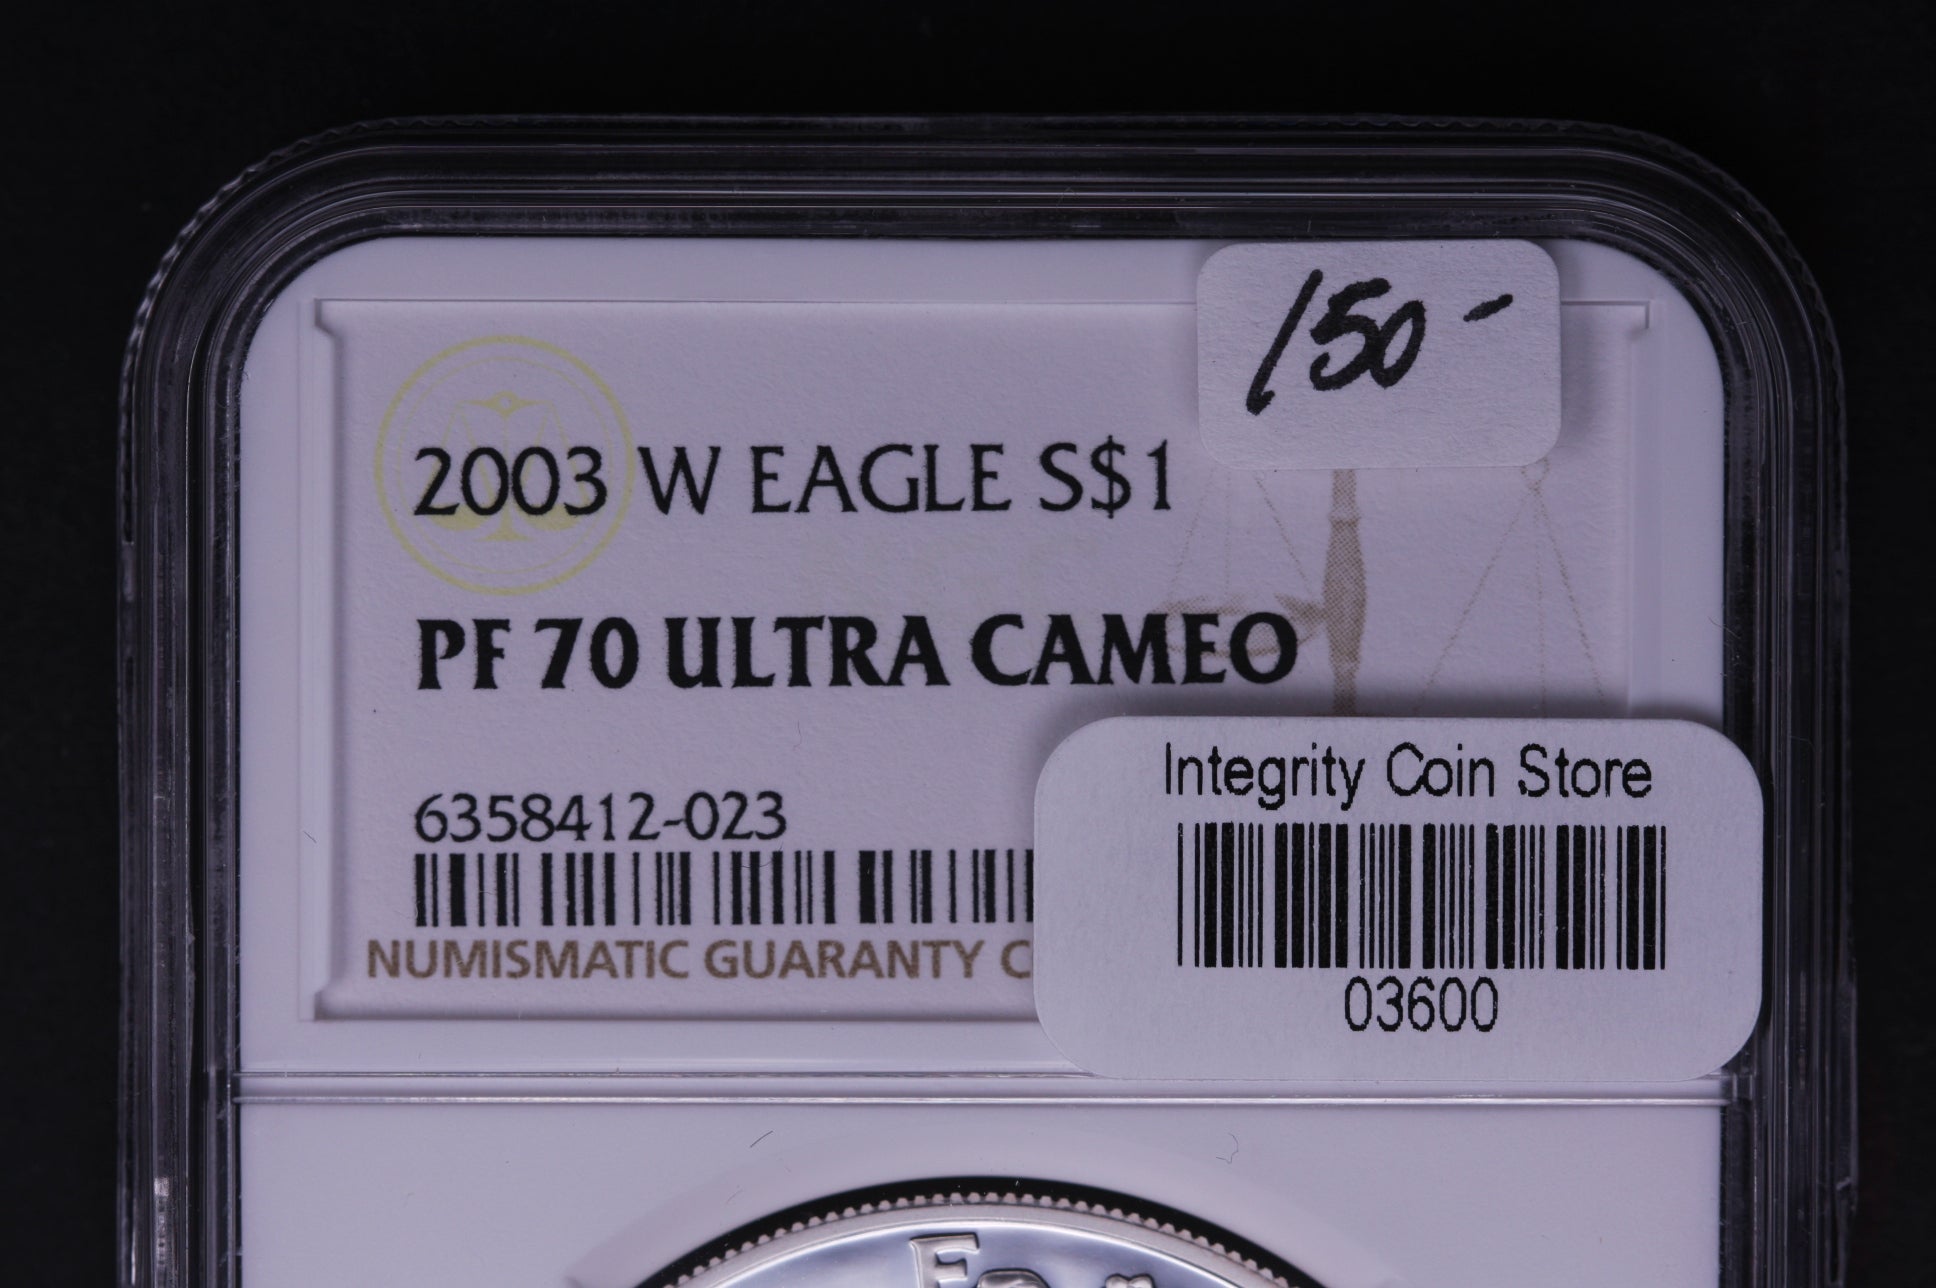 150-
2003 W EAGLE S$1
PF 70 ULTRA CAMEO
6358412-023
NUMISMATIC GUARANTY C
Integrity Coin Store
03600